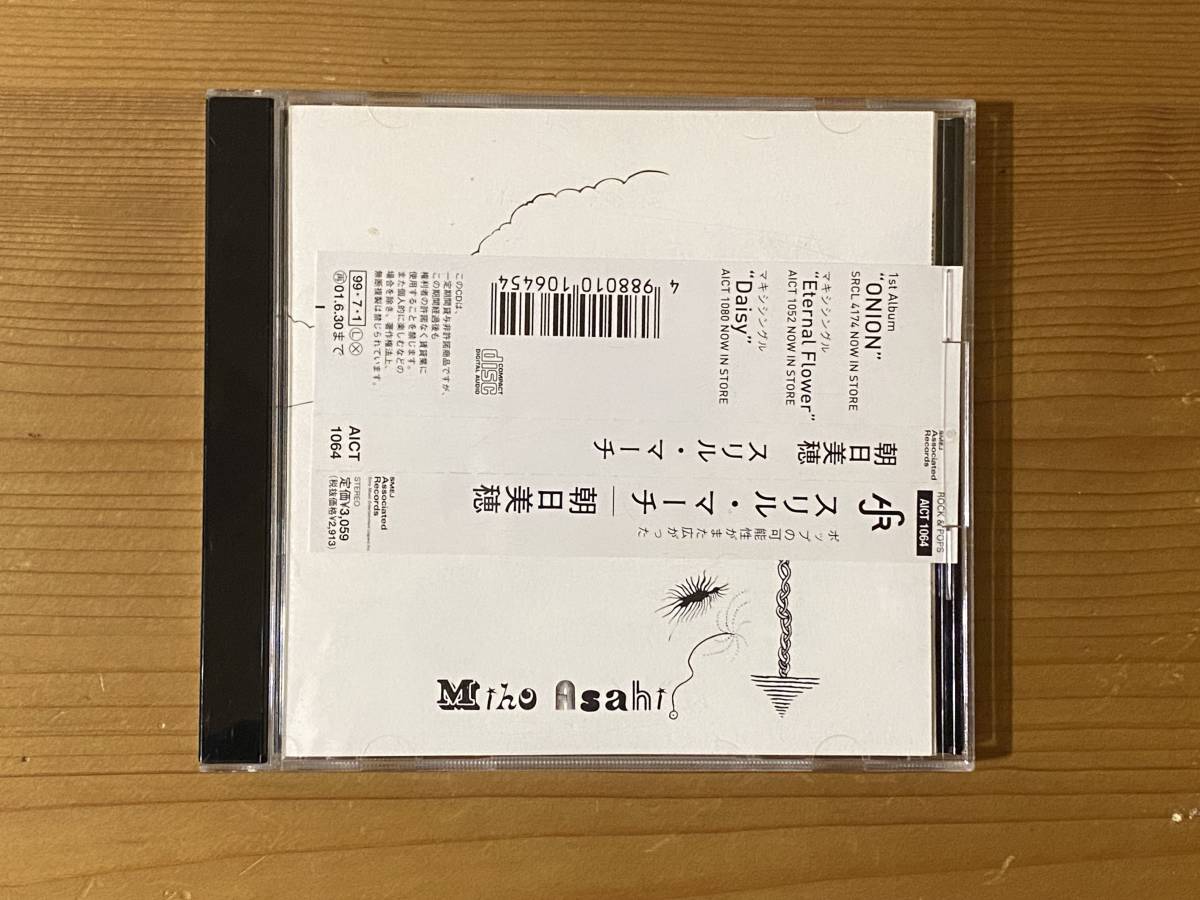 1st Album
“ONION”
SRCL 4174 NOW IN STORE
マキシシングル
“Eternal Flower”
AICT 1052 NOW IN STORE
マキシシングル
“Daisy”
AICT 1080 NOW IN STORE
4 988010 106454
COMPACT
disc
DIGITAL AUDIO
このCDは、
一定期間貸与非許諾商品ですが、
この期間経過後も
権利者の許諾なく賃貸業に
使用することを禁じます。
また個人的に楽しむなどの
場合を除き、著作権法上、
無断複製は禁じられています。
99・7・1 Ⓛ Ⓧ
再01.6.30まで
SMEJ
Associated
Records
朝日美穂
スリル・マーチ
AICT
1064
ROCK & POPS
AICT 1064
スリル・マーチ
朝日美穂
ポップの可能性がまた広がった
SMEJ
Associated
Records
STEREO
定価¥3,059
(税抜価格¥2,913)
Miho Asahi